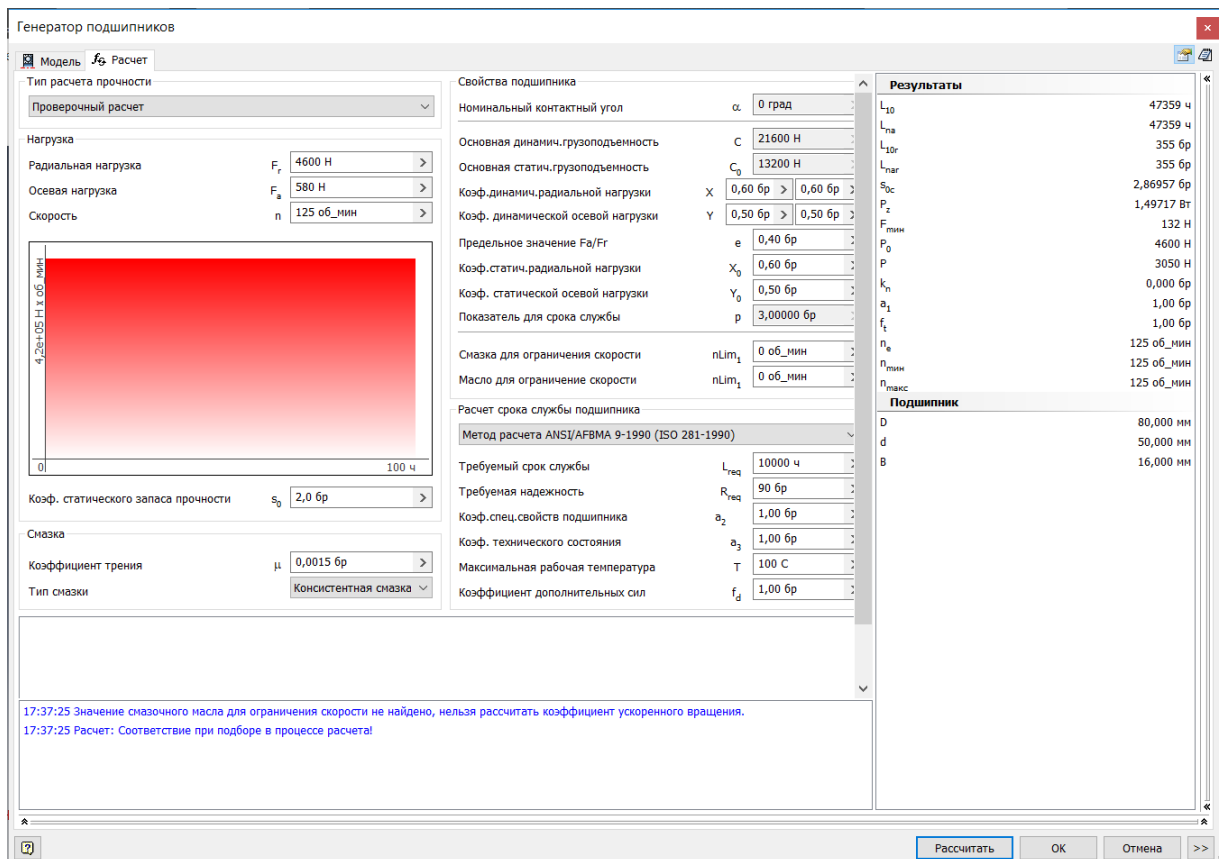 Генератор подшипников
Модель
Расчет
Тип расчета прочности
Проверочный расчет
Нагрузка
Радиальная нагрузка Fr 4600 Н
Осевая нагрузка Fa 580 Н
Скорость n 125 об_мин
4,2e+05 Н х об_мин
0 100 ч
Коэф. статического запаса прочности s0 2,0 бр
Смазка
Коэффициент трения μ 0,0015 бр
Тип смазки Консистентная смазка
Свойства подшипника
Номинальный контактный угол α 0 град
Основная динамич.грузоподъемность C 21600 Н
Основная статич.грузоподъемность C0 13200 Н
Коэф.динамич.радиальной нагрузки X 0,60 бр 0,60 бр
Коэф. динамической осевой нагрузки Y 0,50 бр 0,50 бр
Предельное значение Fa/Fr e 0,40 бр
Коэф.статич.радиальной нагрузки X0 0,60 бр
Коэф. статической осевой нагрузки Y0 0,50 бр
Показатель для срока службы p 3,00000 бр
Смазка для ограничения скорости nLim1 0 об_мин
Масло для ограничение скорости nLim1 0 об_мин
Расчет срока службы подшипника
Метод расчета ANSI/AFBMA 9-1990 (ISO 281-1990)
Требуемый срок службы Lreq 10000 ч
Требуемая надежность Rreq 90 бр
Коэф.спец.свойств подшипника a2 1,00 бр
Коэф. технического состояния a3 1,00 бр
Максимальная рабочая температура T 100 C
Коэффициент дополнительных сил fd 1,00 бр
Результаты
L10 47359 ч
Lna 47359 ч
L10r 355 бр
Lnar 355 бр
s0c 2,86957 бр
Pz 1,49717 Вт
Fмин 132 Н
P0 4600 Н
P 3050 Н
kn 0,000 бр
a1 1,00 бр
ft 1,00 бр
ne 125 об_мин
nмин 125 об_мин
nмакс 125 об_мин
Подшипник
D 80,000 мм
d 50,000 мм
B 16,000 мм
17:37:25 Значение смазочного масла для ограничения скорости не найдено, нельзя рассчитать коэффициент ускоренного вращения.
17:37:25 Расчет: Соответствие при подборе в процессе расчета!
Рассчитать
ОК
Отмена
>>